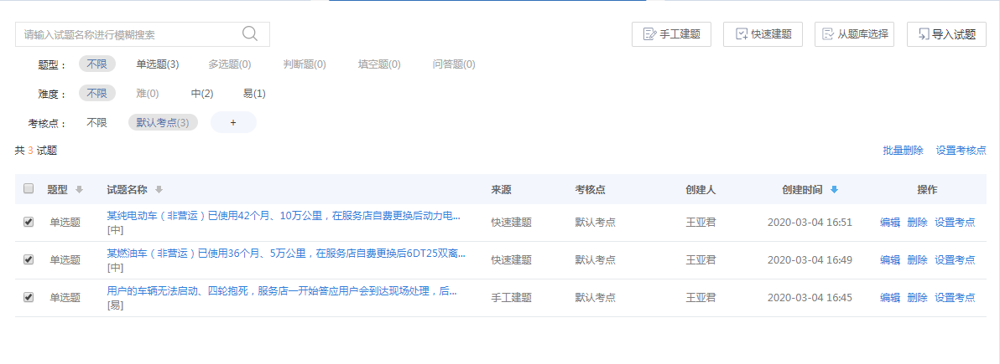 请输入试题名称进行模糊搜索 手工建题 快速建题 从题库选择 导入试题
题型： 不限 单选题(3) 多选题(0) 判断题(0) 填空题(0) 问答题(0)
难度： 不限 难(0) 中(2) 易(1)
考核点： 不限 默认考点(3) +
共 3 试题 批量删除 设置考核点
题型 试题名称 来源 考核点 创建人 创建时间 操作
单选题 某纯电动车（非营运）已使用42个月、10万公里，在服务店自费更换后动力电... 快速建题 默认考点 王亚君 2020-03-04 16:51 编辑 删除 设置考点
[中]
单选题 某燃油车（非营运）已使用36个月、5万公里，在服务店自费更换后6DT25双离... 快速建题 默认考点 王亚君 2020-03-04 16:49 编辑 删除 设置考点
[中]
单选题 用户的车辆无法启动、四轮抱死，服务店一开始答应用户会到达现场处理，后... 手工建题 默认考点 王亚君 2020-03-04 16:45 编辑 删除 设置考点
[易]